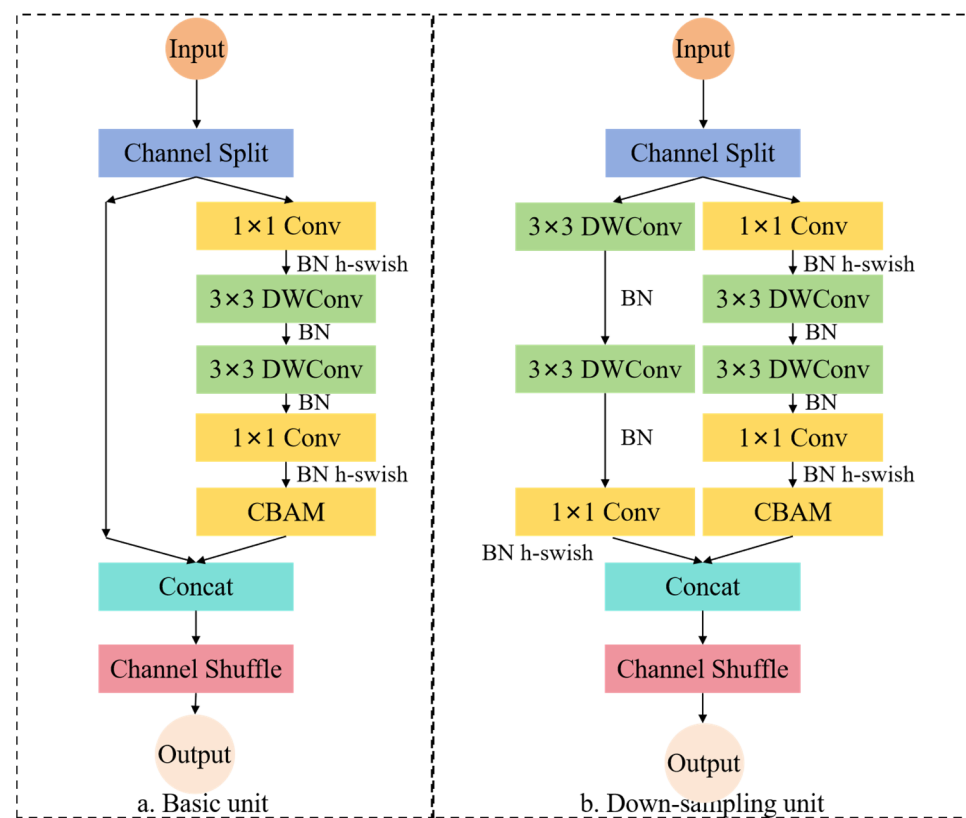 Input
Channel Split
1×1 Conv
BN h-swish
3×3 DWConv
BN
3×3 DWConv
BN
1×1 Conv
BN h-swish
CBAM
Concat
Channel Shuffle
Output
a. Basic unit
Input
Channel Split
3×3 DWConv
BN
3×3 DWConv
BN
1×1 Conv
BN h-swish
1×1 Conv
BN h-swish
3×3 DWConv
BN
3×3 DWConv
BN
1×1 Conv
BN h-swish
CBAM
Concat
Channel Shuffle
Output
b. Down-sampling unit